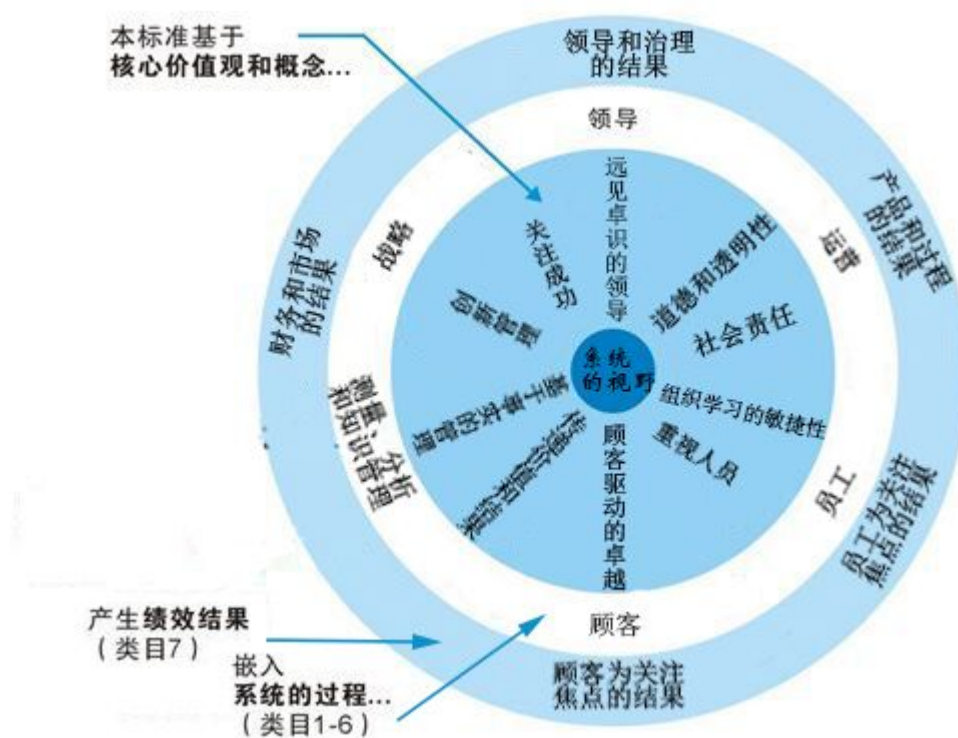 本标准基于
核心价值观和概念...
领导和治理
的结果
领导
产品和过程
的结果
运营
财务和市场
的结果
战略
远见卓识的领导
关注成功
道德和透明性
创新管理
社会责任
系统
的视野
基于事实的管理
组织学习的敏捷性
测量、分析
和知识管理
重视人员
传递价值和结果
顾客驱动的卓越
员工
员工为关注
焦点的结果
产生绩效结果
(类目7)
顾客
嵌入
系统的过程...
(类目1-6)
顾客为关注
焦点的结果